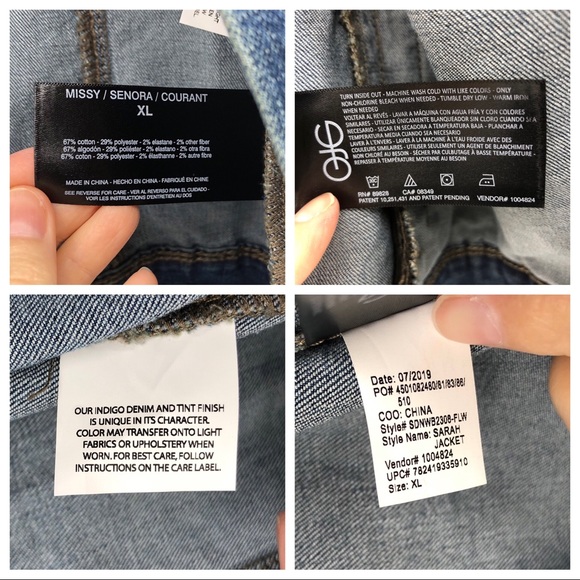 MISSY / SENORA / COURANT
XL
67% cotton - 29% polyester - 2% elastane - 2% other fiber
67% algodón - 29% poliéster - 2% elastano - 2% otro fibra
67% cotone - 29% polyester - 2% élasthanne - 2% autre fibre
MADE IN CHINA - HECHO EN CHINA - FABRIQUÉ EN CHINE
SEE REVERSE FOR CARE - VER AL REVERSO PARA EL CUIDADO -
VOIR LES INSTRUCTIONS D'ENTRETIEN AU DOS
TURN INSIDE OUT - MACHINE WASH COLD WITH LIKE COLORS - ONLY
NON-CHLORINE BLEACH WHEN NEEDED - TUMBLE DRY LOW - WARM IRON
WHEN NEEDED
VOLTEAR AL REVÉS - LAVAR A MÁQUINA CON AGUA FRÍA Y CON COLORES
SIMILARES - UTILIZAR ÚNICAMENTE BLANQUEADOR SIN CLORO CUANDO SEA
NECESARIO - SECAR EN SECADORA A TEMPERATURA BAJA - PLANCHAR A
TEMPERATURA MEDIA CUANDO SEA NECESARIO
TOURNER À L'ENVERS - LAVER À LA MACHINE À L'EAU FROIDE AVEC DES
COULEURS SIMILAIRES - UTILISER SEULEMENT UN AGENT DE BLANCHIMENT
NON CHLORÉ AU BESOIN - SÉCHER PAR CULBUTAGE À BASSE TEMPÉRATURE -
REPASSER À TEMPÉRATURE MOYENNE AU BESOIN
RN# 89828 CA# 08349
PATENT 10,251,431 AND PATENT PENDING VENDOR# 1004824
OUR INDIGO DENIM AND TINT FINISH
IS UNIQUE IN ITS CHARACTER.
COLOR MAY TRANSFER ONTO LIGHT
FABRICS OR UPHOLSTERY WHEN
WORN. FOR BEST CARE, FOLLOW
INSTRUCTIONS ON THE CARE LABEL.
Date: 07/2019
PO# 4501082480/81/83/86/
510
COO: CHINA
Style# SDNWB2308-FLW
Style Name: SARAH
JACKET
Vendor# 1004824
UPC# 782419335910
Size: XL